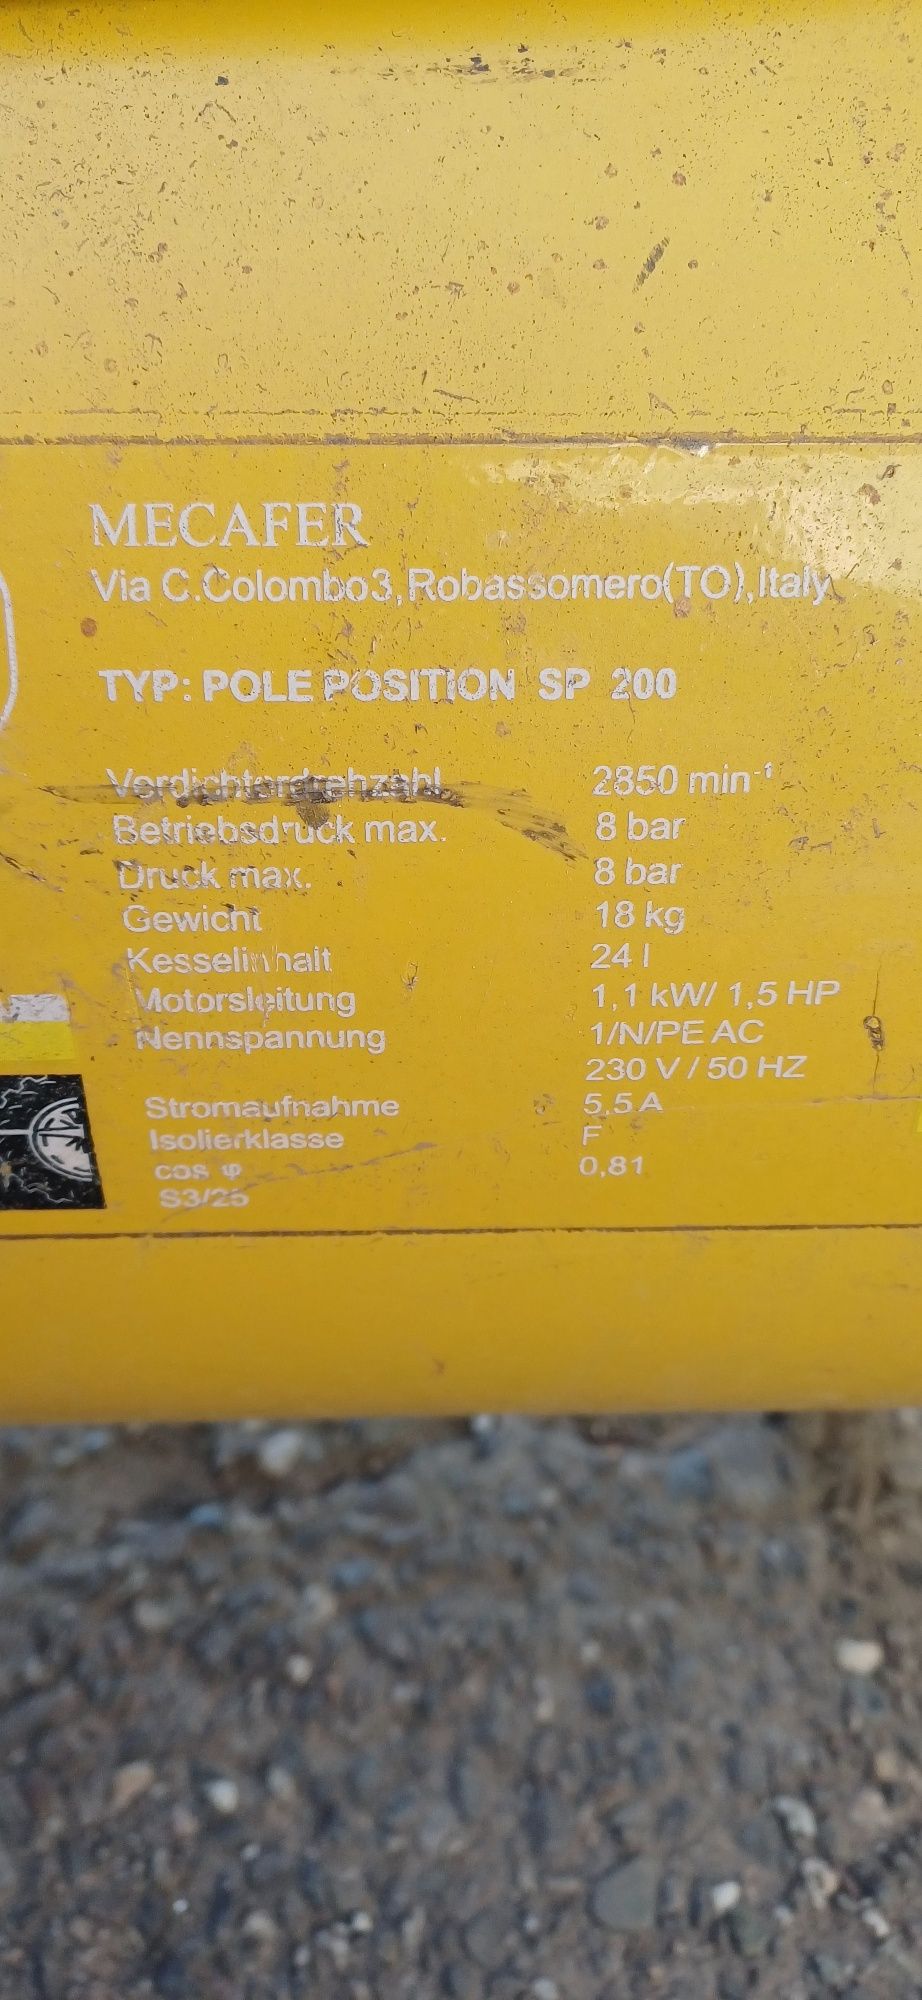 MECAFER
Via C.Colombo3,Robassomero(TO),Italy
TYP: POLE POSITION SP 200
Verdichterdrehzahl 2850 min⁻¹
Betriebsdruck max. 8 bar
Druck max. 8 bar
Gewicht 18 kg
Kesselinhalt 24 l
Motorsleitung 1,1 kW/ 1,5 HP
Nennspannung 1/N/PE AC
230 V / 50 HZ
Stromaufnahme 5,5 A
Isolierklasse F
cos φ 0,81
S3/25